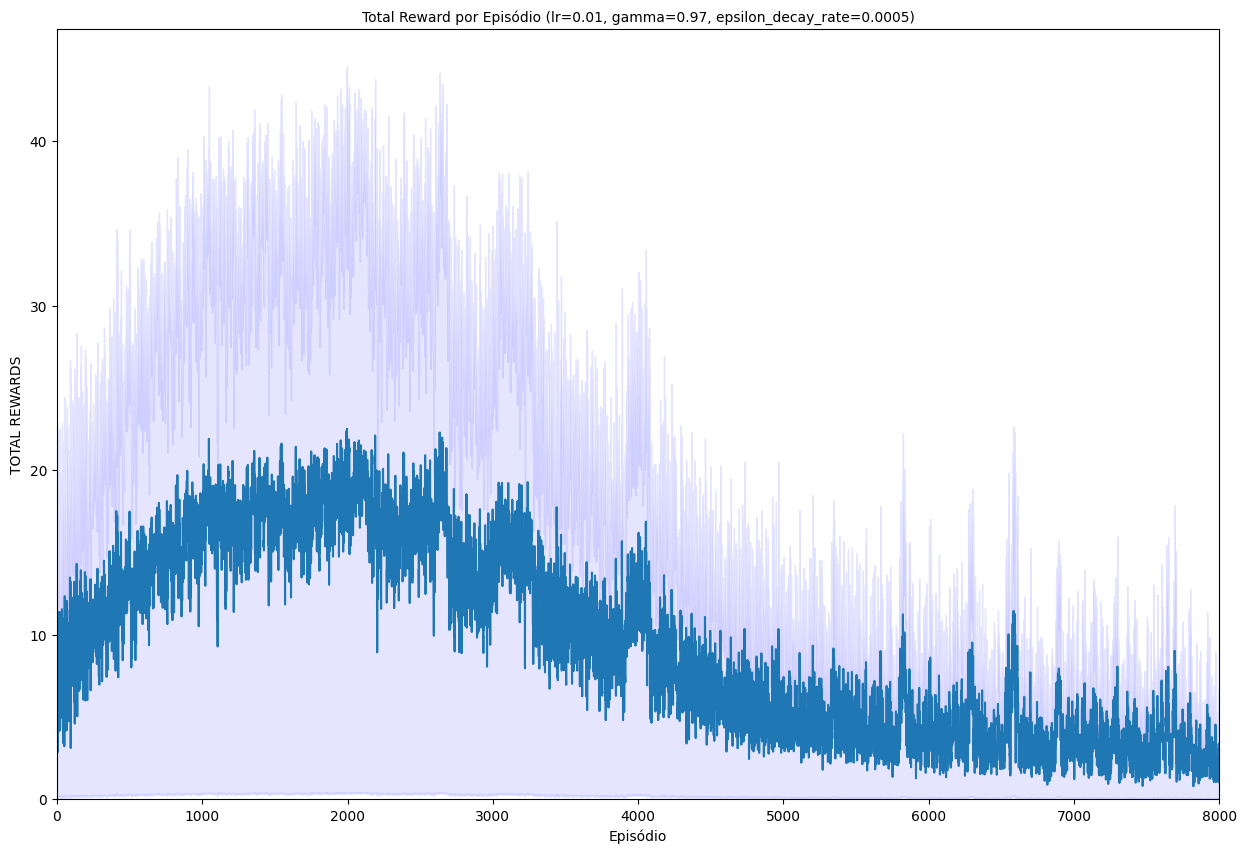 Total Reward por Episódio (lr=0.01, gamma=0.97, epsilon_decay_rate=0.0005)
TOTAL REWARDS
40
30
20
10
0
0 1000 2000 3000 4000 5000 6000 7000 8000
Episódio